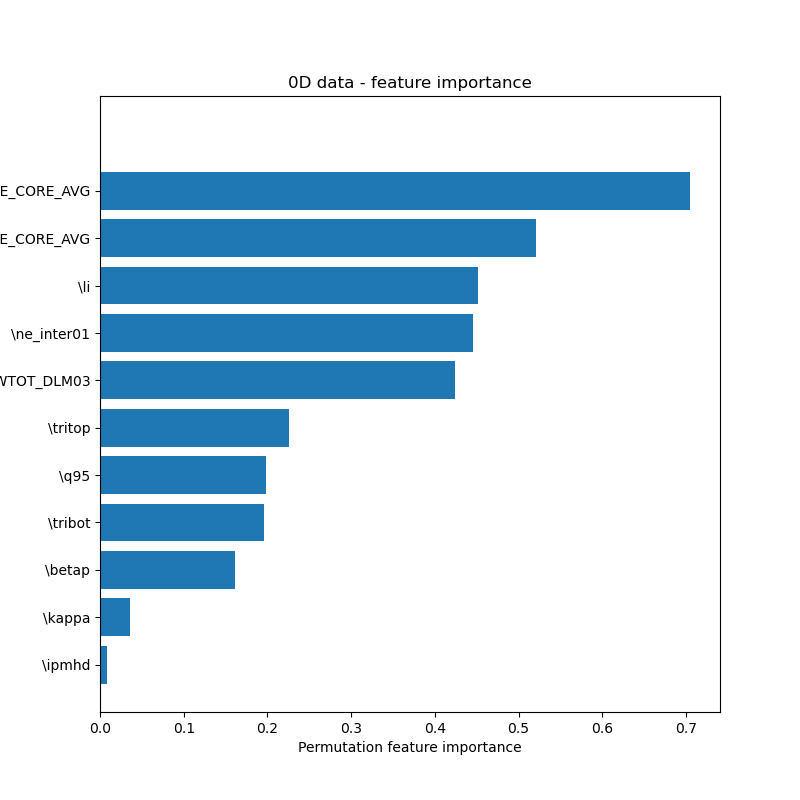 0D data - feature importance
E_CORE_AVG
E_CORE_AVG
\li
\ne_inter01
WTOT_DLM03
\tritop
\q95
\tribot
\betap
\kappa
\ipmhd
0.0 0.1 0.2 0.3 0.4 0.5 0.6 0.7
Permutation feature importance